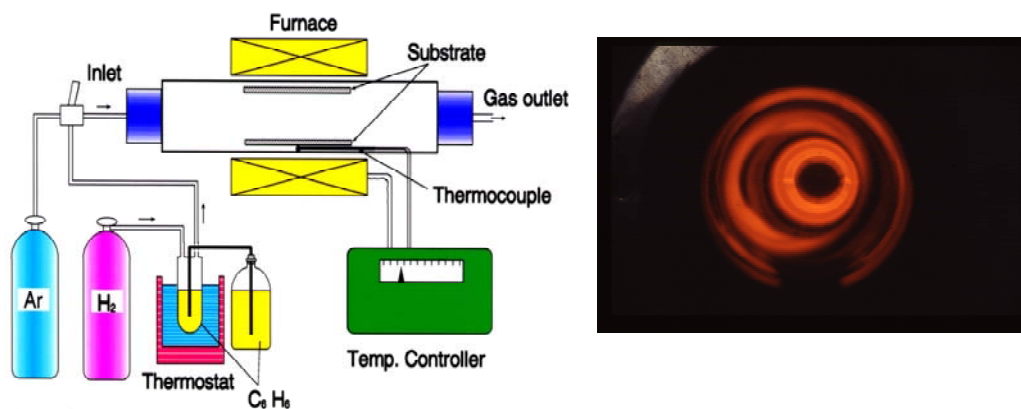 Furnace
Substrate
Inlet
Gas outlet
Thermocouple
Ar
H₂
Thermostat
C₆ H₆
Temp. Controller